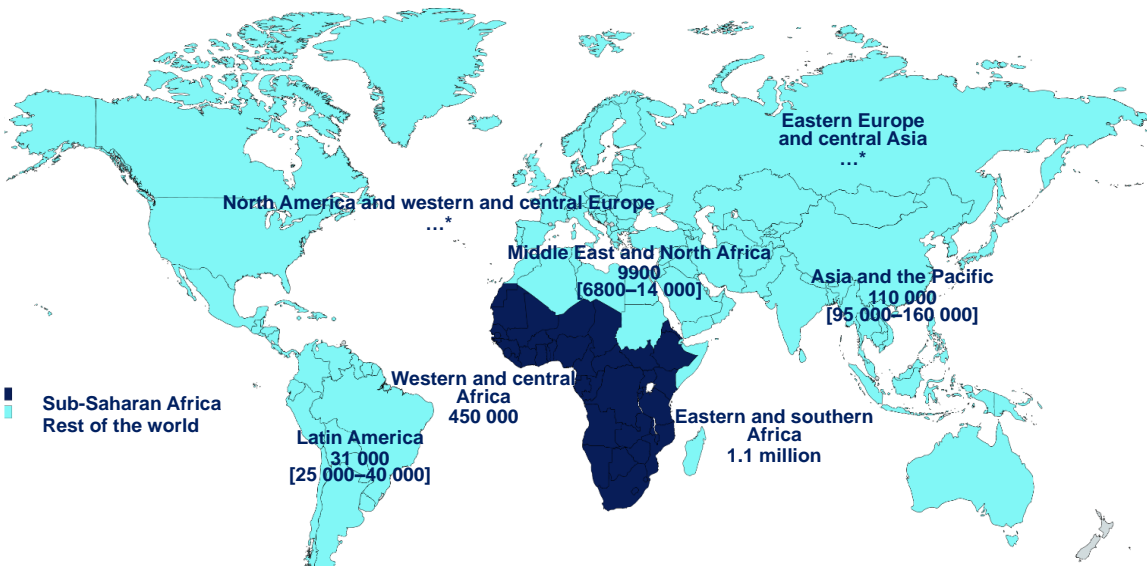 Eastern Europe
and central Asia
...*
North America and western and central Europe
...*
Middle East and North Africa
9900
[6800–14 000]
Asia and the Pacific
110 000
[95 000–160 000]
Western and central
Africa
450 000
Eastern and southern
Africa
1.1 million
Sub-Saharan Africa
Rest of the world
Latin America
31 000
[25 000–40 000]